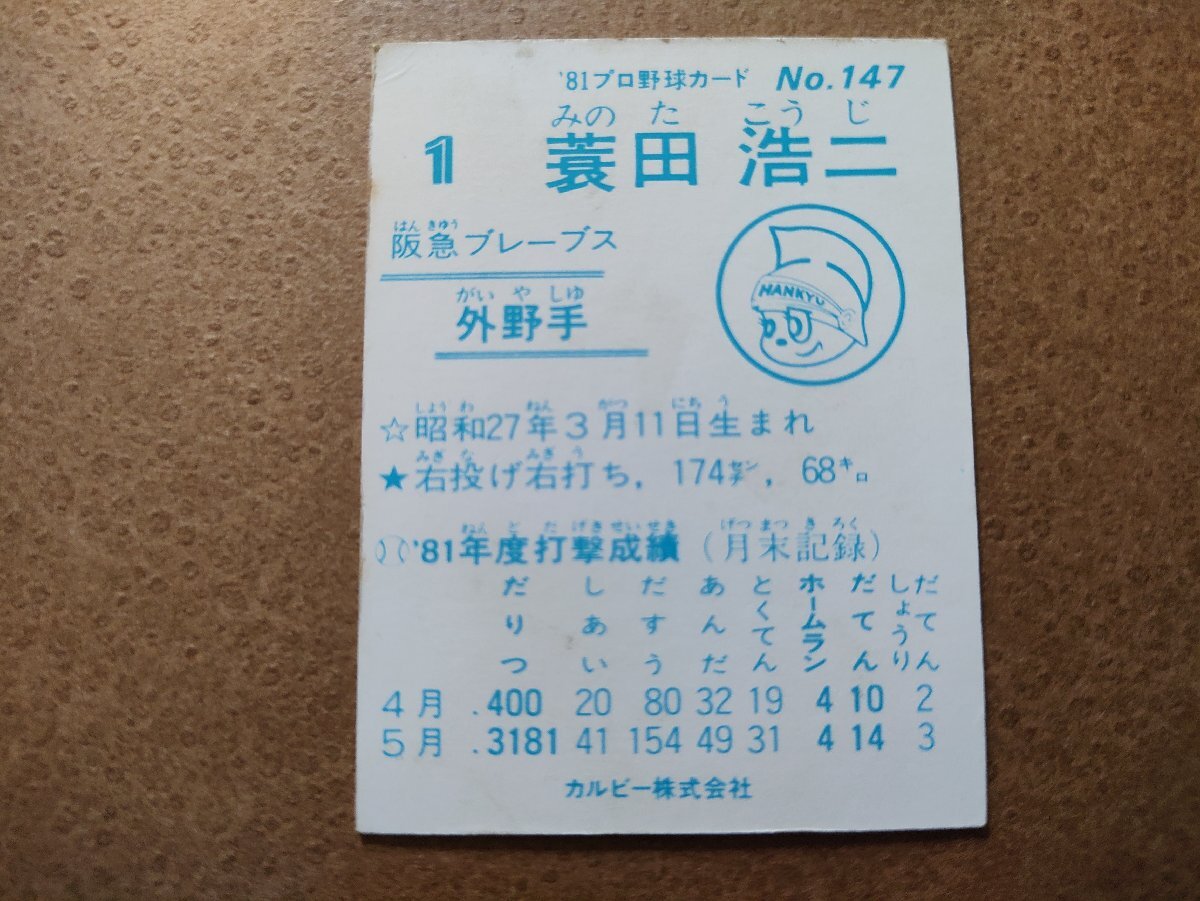 '81プロ野球カード No.147
みのた こうじ
1 蓑田 浩二
はんきゅう
阪急ブレーブス
HANKYU
がいやしゅ
外野手
しょうわ ねん がつ にちう
☆昭和27年3月11日生まれ
みぎな みぎう
★右投げ右打ち, 174センチ, 68キロ
ねんどだげきせいせき げつまつきろく
'81年度打撃成績(月末記録)
だりつ しあい だすう あんだ とくてん ホームラン だてん しょうりだてん
4月 .400 20 80 32 19 4 10 2
5月 .3181 41 154 49 31 4 14 3
カルビー株式会社